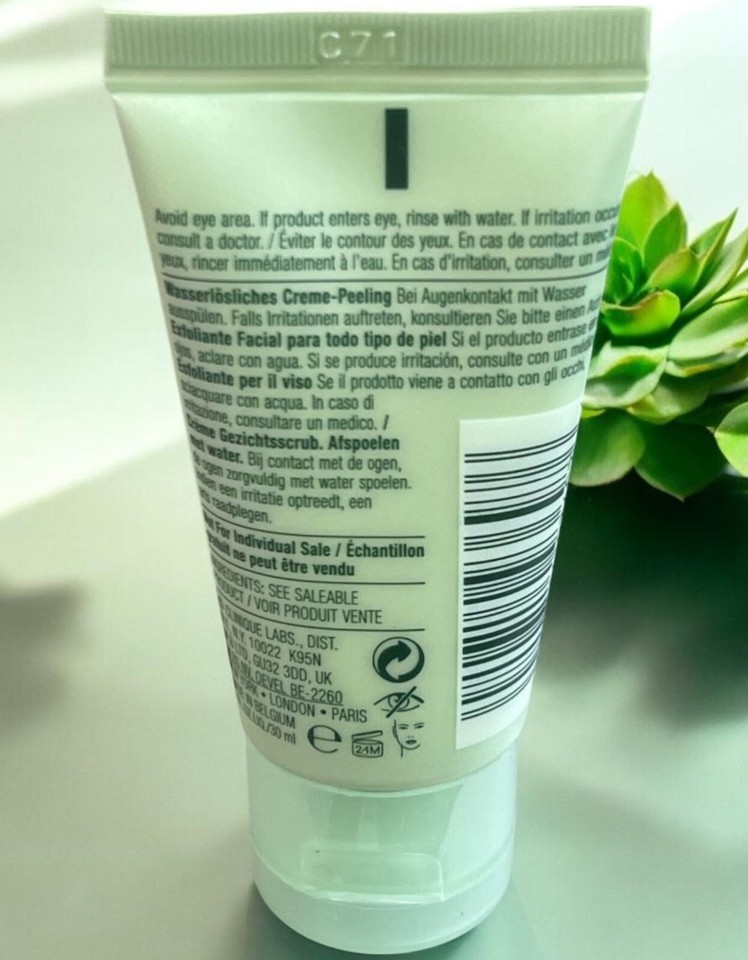 C71
Avoid eye area. If product enters eye, rinse with water. If irritation
consult a doctor. / Éviter le contour des yeux. En cas de contact avec
yeux, rincer immédiatement à l'eau. En cas d'irritation, consulter un
Wasserlösliches Creme-Peeling Bei Augenkontakt mit Wasser
ausspülen. Falls Irritationen auftreten, konsultieren Sie bitte einen
Exfoliante Facial para todo tipo de piel Si el producto entrase
ojos, aclare con agua. Si se produce irritación, consulte con un
Esfoliante per il viso Se il prodotto viene a contatto con gli occhi,
sciacquare con acqua. In caso di
irritazione, consultare un medico. /
Crème Gezichtsscrub. Afspoelen
met water. Bij contact met de ogen,
de ogen zorgvuldig met water spoelen.
een irritatie optreedt, een
raadplegen.
For Individual Sale / Échantillon
ne peut être vendu
INGREDIENTS: SEE SALEABLE
PRODUCT / VOIR PRODUIT VENTE
CLINIQUE LABS., DIST.
N.Y. 10022 K95N
LTD, GU32 3DD, UK
NV, OEVEL BE-2260
• LONDON • PARIS
IN BELGIUM
/30 ml
e
24M